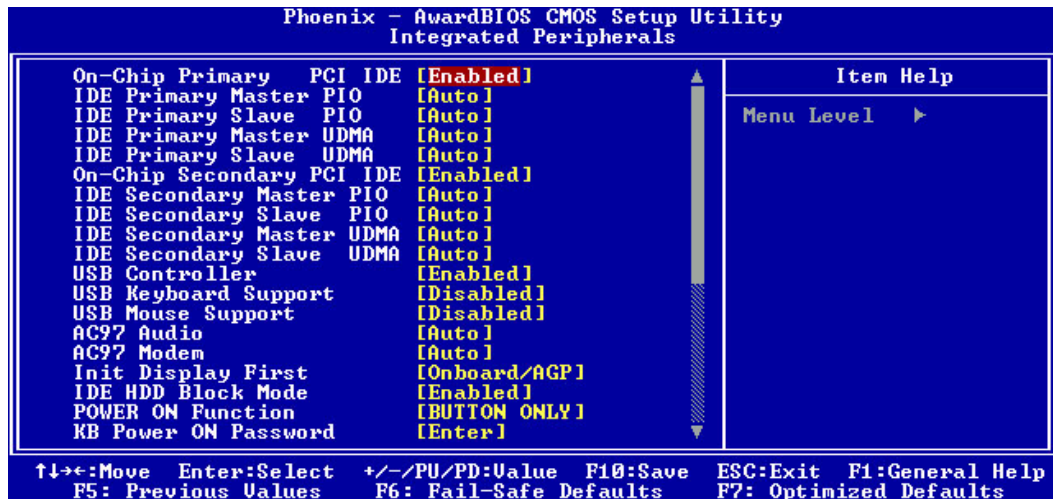 Phoenix - AwardBIOS CMOS Setup Utility
Integrated Peripherals
On-Chip Primary PCI IDE [Enabled]
IDE Primary Master PIO [Auto]
IDE Primary Slave PIO [Auto]
IDE Primary Master UDMA [Auto]
IDE Primary Slave UDMA [Auto]
On-Chip Secondary PCI IDE [Enabled]
IDE Secondary Master PIO [Auto]
IDE Secondary Slave PIO [Auto]
IDE Secondary Master UDMA [Auto]
IDE Secondary Slave UDMA [Auto]
USB Controller [Enabled]
USB Keyboard Support [Disabled]
USB Mouse Support [Disabled]
AC97 Audio [Auto]
AC97 Modem [Auto]
Init Display First [Onboard/AGP]
IDE HDD Block Mode [Enabled]
POWER ON Function [BUTTON ONLY]
KB Power ON Password [Enter]
Item Help
Menu Level ►
↑↓→←:Move Enter:Select +/-/PU/PD:Value F10:Save ESC:Exit F1:General Help
F5: Previous Values F6: Fail-Safe Defaults F7: Optimized Defaults